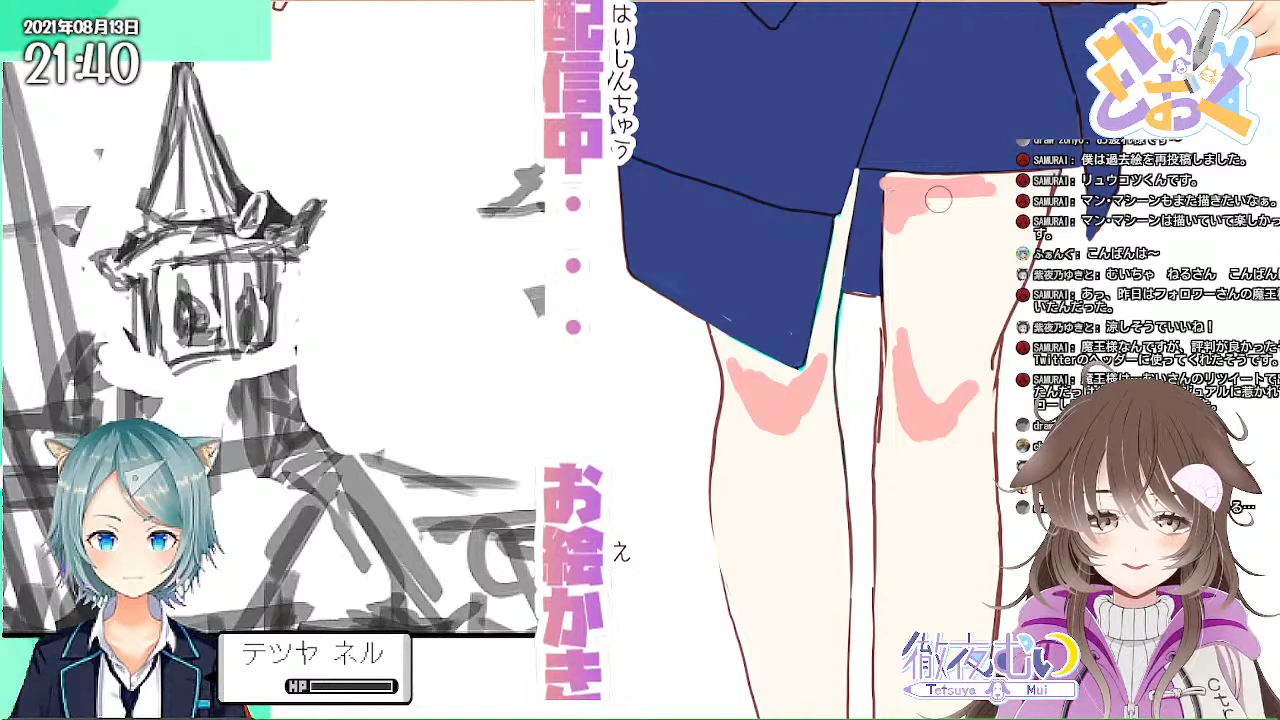 2021年08月13日
21:40
配信中
はいしんちゅう
お絵かき
え
SAMURAI: 僕は過去絵を再投稿しました。
SAMURAI: リュウコツくんです。
SAMURAI: マン・マシーンもまた描きたいなぁ。
SAMURAI: マン・マシーンは描いていて楽しかっ
す。
ふぁんぐ: こんばんは〜
紫夜乃ゆきと: むいちゃ ねるさん こんばん
SAMURAI: あっ、昨日はフォロワーさんの魔王
いたんだった。
紫夜乃ゆきと: 涼しそうでいいね!
SAMURAI: 魔王様なんですが、評判が良かった
Twitterのヘッダーに使ってくれたそうです。
テツヤ ネル
HP
徹夜むい
Tetsuya Mui